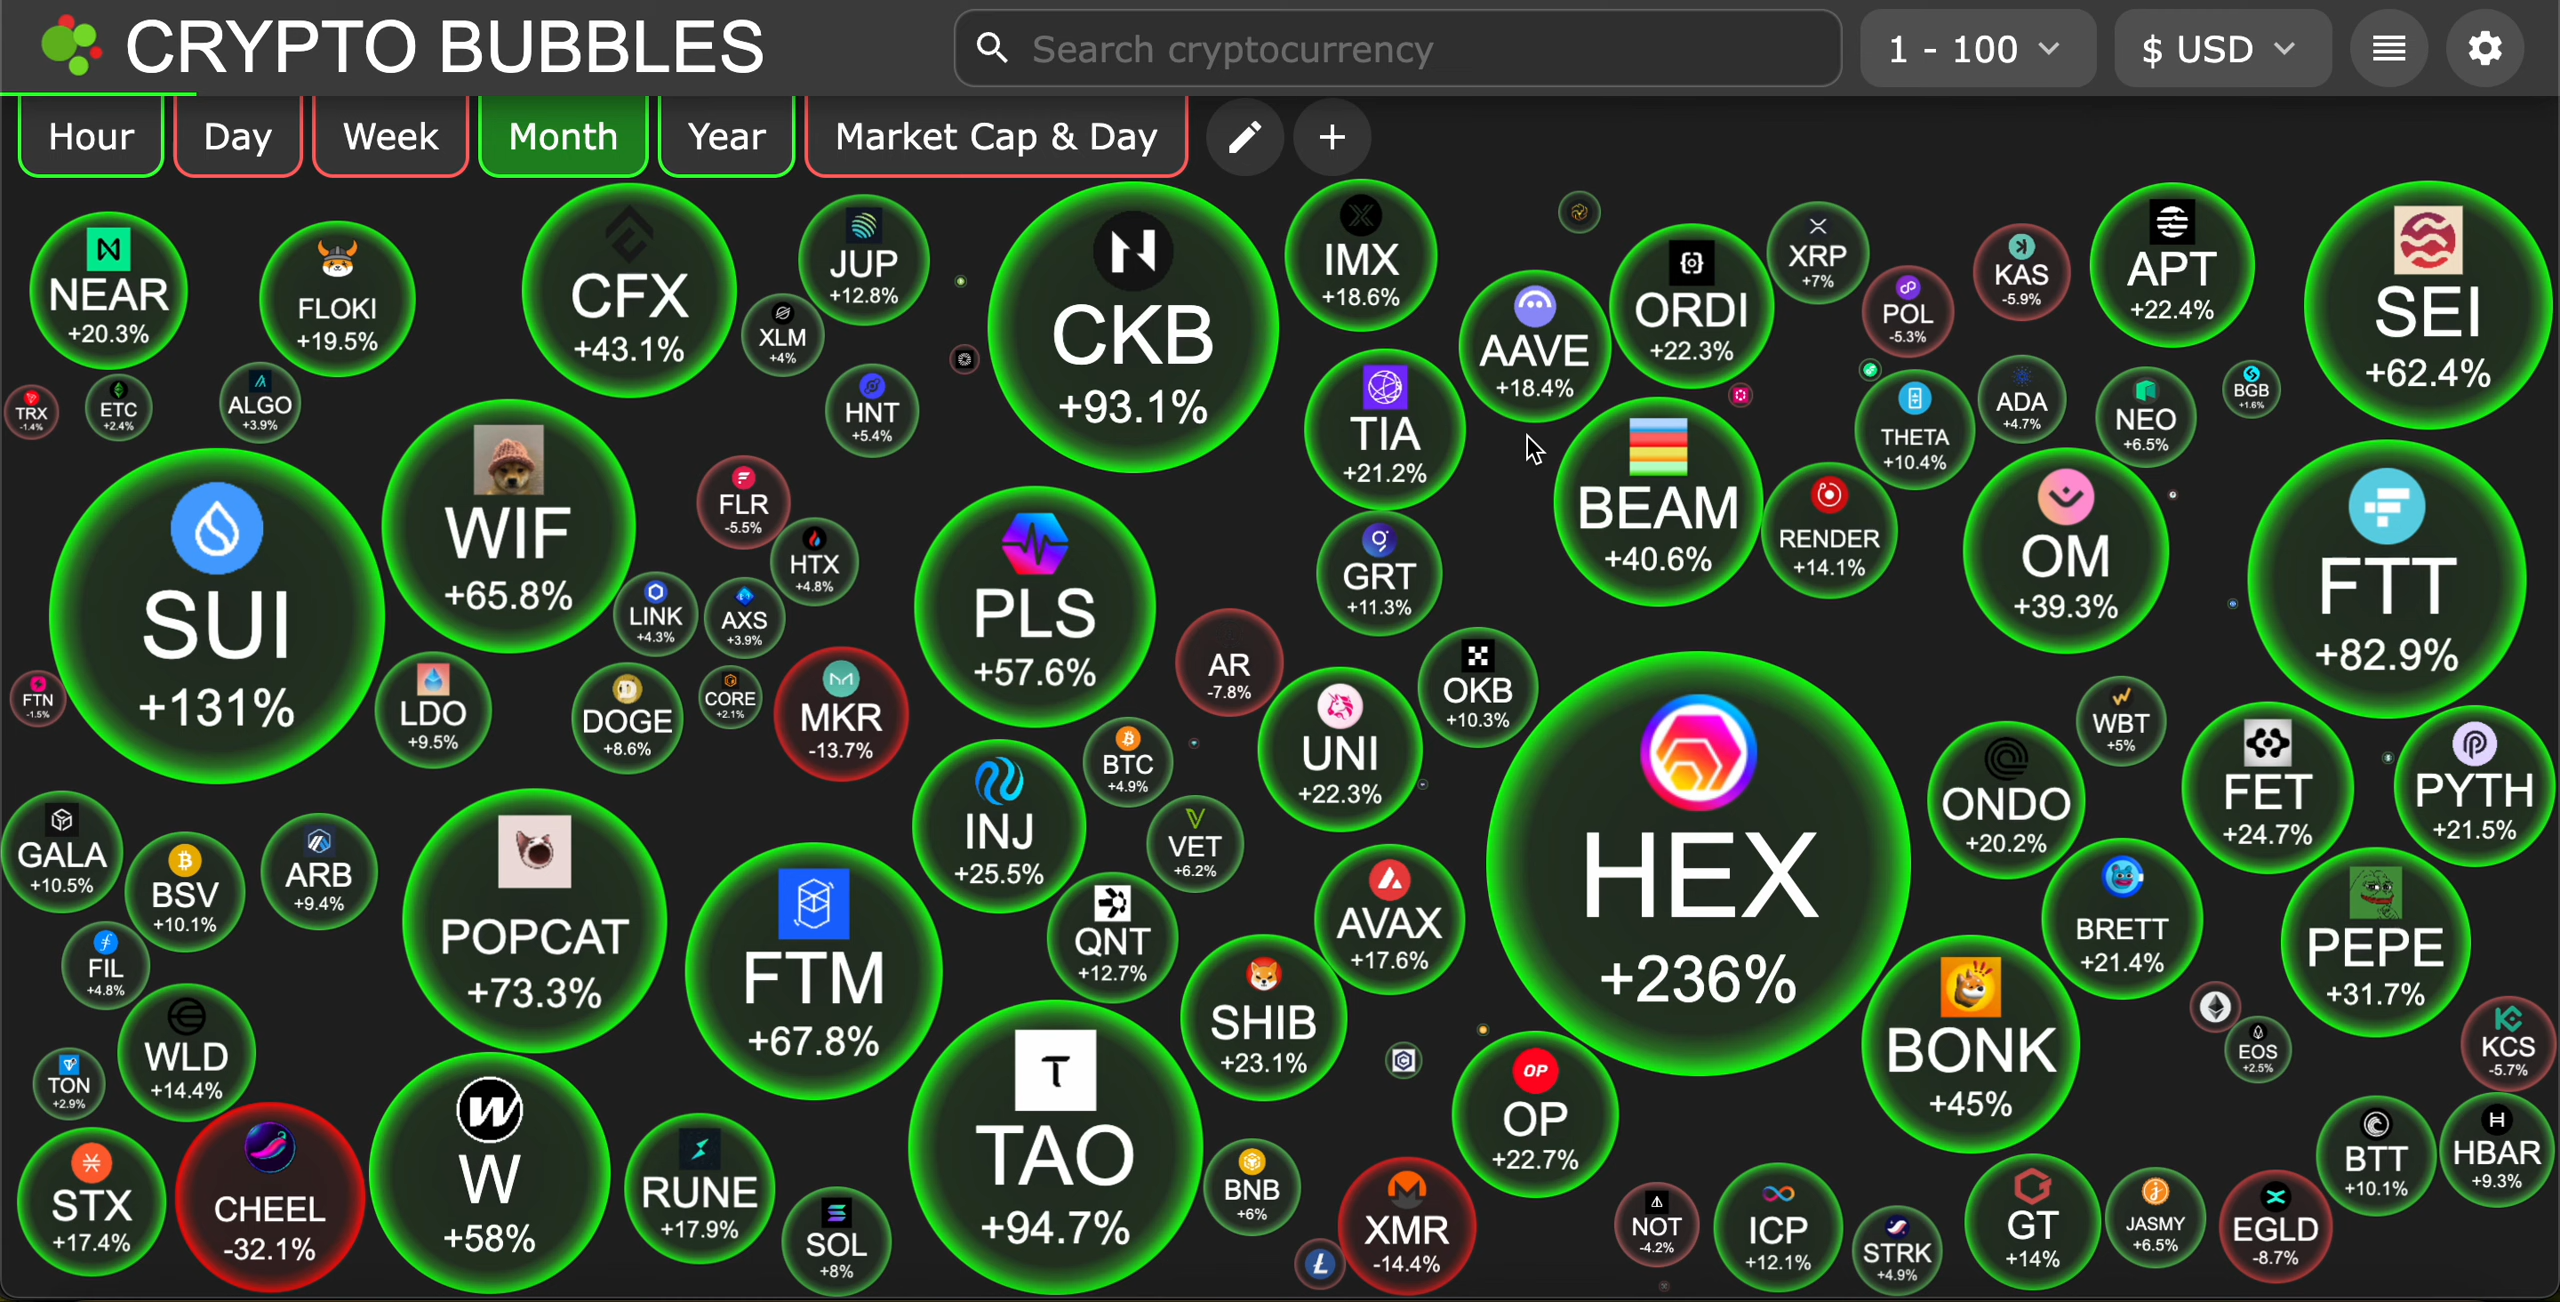 CRYPTO BUBBLES
Search cryptocurrency
1 - 100
$ USD
Hour
Day
Week
Month
Year
Market Cap & Day
NEAR
+20.3%
FLOKI
+19.5%
CFX
+43.1%
JUP
+12.8%
XLM
+4%
CKB
+93.1%
IMX
+18.6%
AAVE
+18.4%
ORDI
+22.3%
XRP
+7%
POL
-5.3%
KAS
-5.9%
APT
+22.4%
SEI
+62.4%
TRX
-1.4%
ETC
+2.4%
ALGO
+3.9%
HNT
+5.4%
TIA
+21.2%
THETA
+10.4%
ADA
+4.7%
NEO
+6.5%
BGB
+1.6%
SUI
+131%
WIF
+65.8%
FLR
-5.5%
HTX
+4.8%
LINK
+4.3%
AXS
+3.9%
PLS
+57.6%
GRT
+11.3%
BEAM
+40.6%
RENDER
+14.1%
OM
+39.3%
FTT
+82.9%
FTN
-1.5%
LDO
+9.5%
DOGE
+8.6%
CORE
+2.1%
MKR
-13.7%
AR
-7.8%
OKB
+10.3%
UNI
+22.3%
BTC
+4.9%
WBT
+5%
HEX
+236%
ONDO
+20.2%
FET
+24.7%
PYTH
+21.5%
GALA
+10.5%
BSV
+10.1%
ARB
+9.4%
POPCAT
+73.3%
INJ
+25.5%
VET
+6.2%
AVAX
+17.6%
BRETT
+21.4%
PEPE
+31.7%
FIL
+4.8%
FTM
+67.8%
QNT
+12.7%
SHIB
+23.1%
WLD
+14.4%
TON
+2.9%
TAO
+94.7%
OP
OP
+22.7%
BONK
+45%
EOS
+2.5%
KCS
-5.7%
STX
+17.4%
CHEEL
-32.1%
W
W
+58%
RUNE
+17.9%
SOL
+8%
BNB
+6%
XMR
-14.4%
NOT
-4.2%
ICP
+12.1%
STRK
+4.9%
GT
+14%
JASMY
+6.5%
EGLD
-8.7%
BTT
+10.1%
HBAR
+9.3%